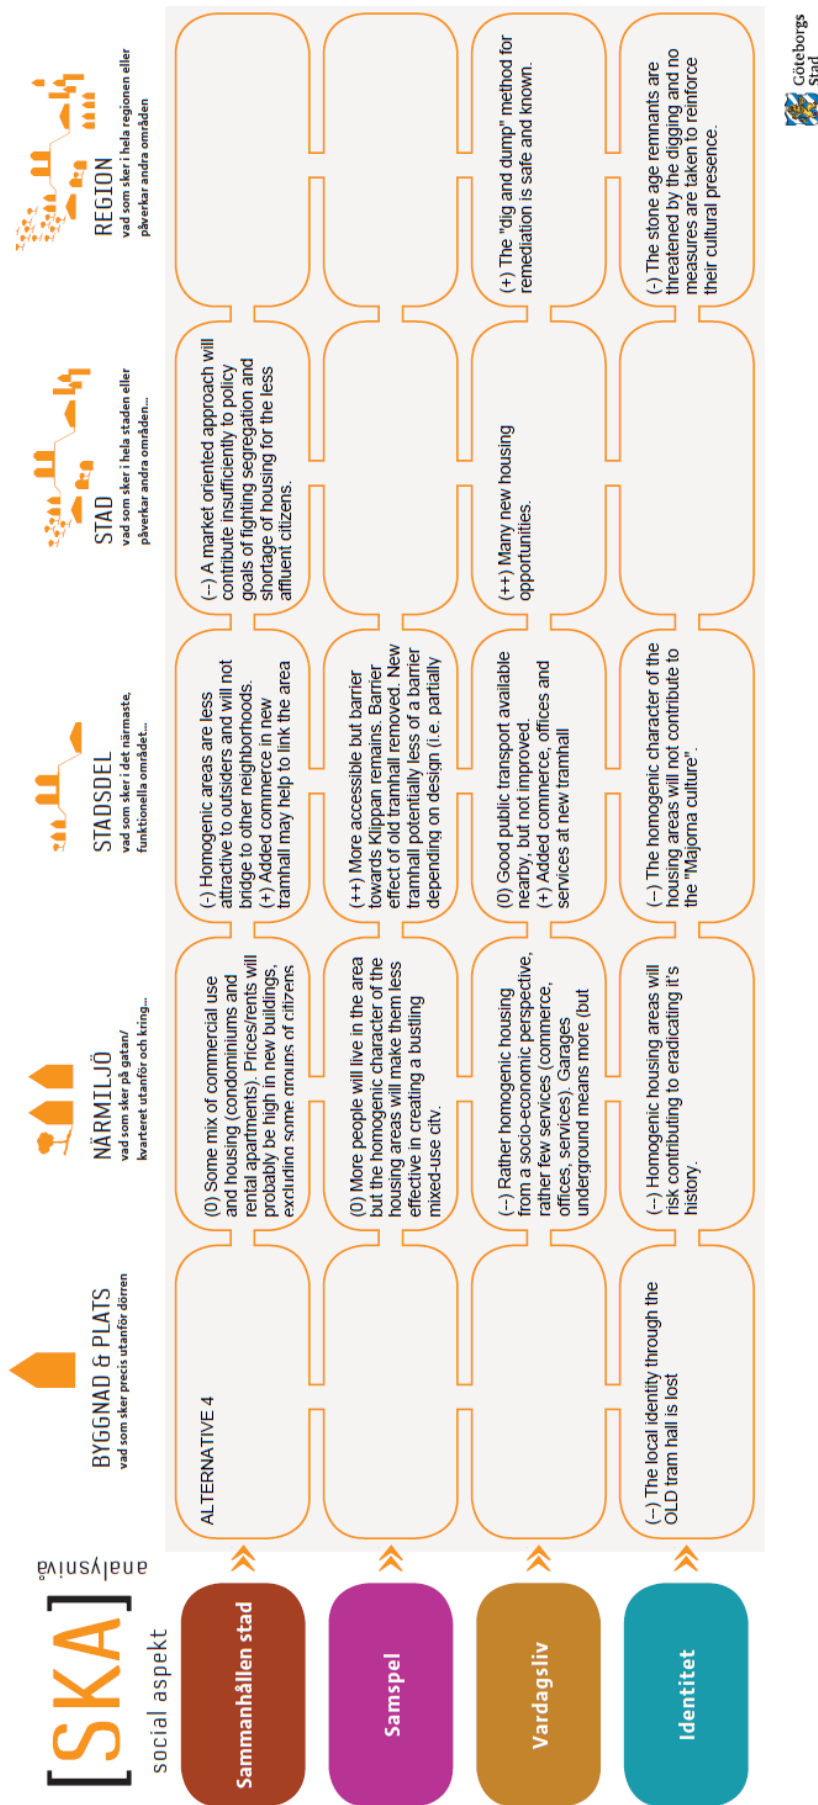 [SKA]
analysnivå
social aspekt
BYGGNAD & PLATS
vad som sker precis utanför dörren
NÄRMILJÖ
vad som sker på gatan/
kvarteret utanför och kring...
STADSDEL
vad som sker i det närmaste,
funktionella området...
STAD
vad som sker i hela staden eller
påverkar andra områden...
REGION
vad som sker i hela regionen eller
påverkar andra områden
Sammanhållen stad
ALTERNATIVE 4
(0) Some mix of commercial use
and housing (condominiums and
rental apartments). Prices/rents will
probably be high in new buildings,
excluding some groups of citizens
(-) Homogenic areas are less
attractive to outsiders and will not
bridge to other neighborhoods.
(+) Added commerce in new
tramhall may help to link the area
(--) A market oriented approach will
contribute insufficiently to policy
goals of fighting segregation and
shortage of housing for the less
affluent citizens.
Samspel
(0) More people will live in the area
but the homogenic character of the
housing areas will make them less
effective in creating a bustling
mixed-use city.
(++) More accessible but barrier
towards Klippan remains. Barrier
effect of old tramhall removed. New
tramhall potentially less of a barrier
depending on design (i.e. partially
Vardagsliv
(--) Rather homogenic housing
from a socio-economic perspective,
rather few services (commerce,
offices, services). Garages
underground means more (but
(0) Good public transport available
nearby, but not improved.
(+) Added commerce, offices and
services at new tramhall
(++) Many new housing
opportunities.
(+) The "dig and dump" method for
remediation is safe and known.
Identitet
(--) The local identity through the
OLD tram hall is lost
(--) Homogenic housing areas will
risk contributing to eradicating it's
history.
(--) The homogenic character of the
housing areas will not contribute to
the "Majorna culture".
(-) The stone age remnants are
threatened by the digging and no
measures are taken to reinforce
their cultural presence.
Göteborgs
Stad